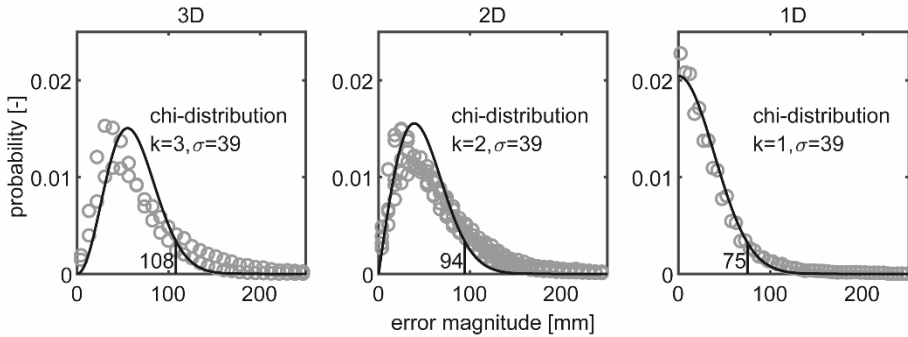 3D
2D
1D
probability [-]
0.02
0.01
0
chi-distribution
k=3,σ=39
108
0
100
200
0.02
0.01
0
chi-distribution
k=2,σ=39
94
0
100
200
error magnitude [mm]
0.02
0.01
0
chi-distribution
k=1,σ=39
75
0
100
200